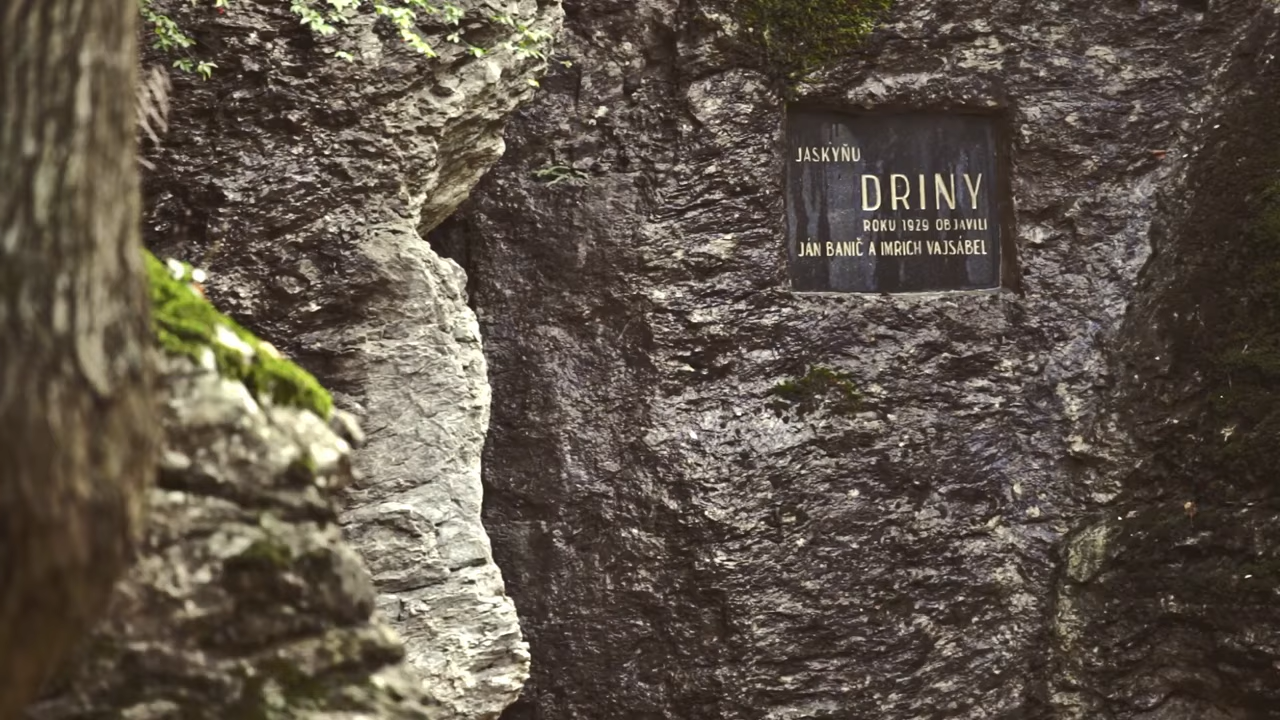 JASKYŇU
DRINY
ROKU 1929 OBJAVILI
JÁN BANIČ A IMRICH VAJSÁBEL